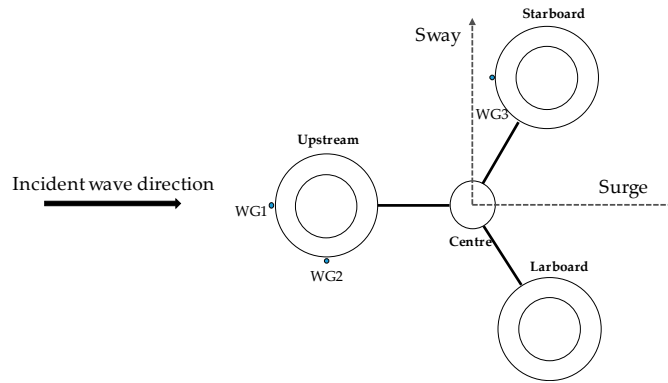 Starboard
Sway
WG3
Upstream
Incident wave direction
Surge
WG1
Centre
Larboard
WG2